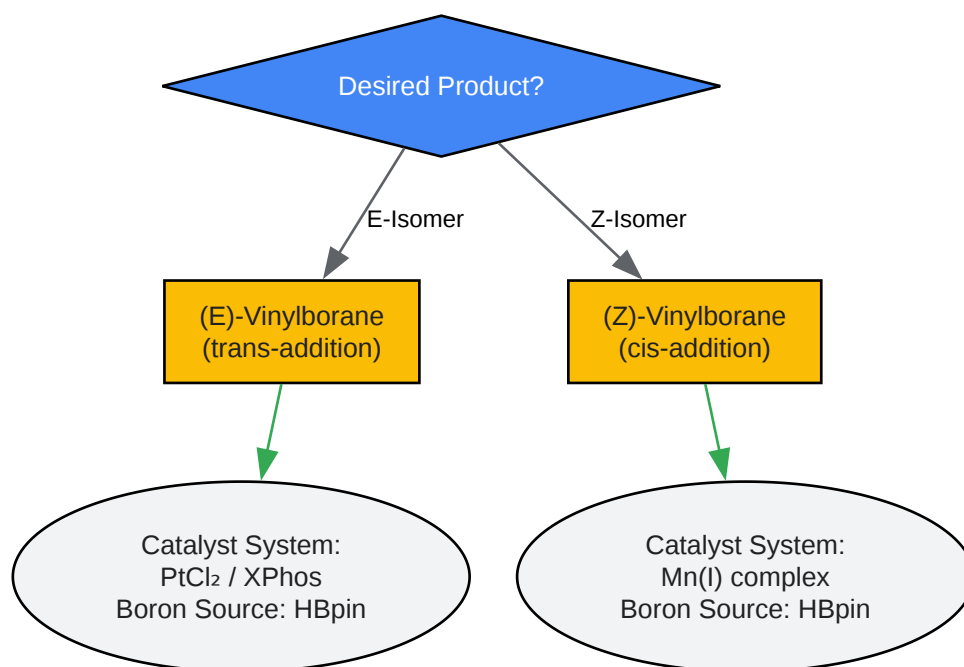 Desired Product?
E-Isomer
Z-Isomer
(E)-Vinylborane
(trans-addition)
(Z)-Vinylborane
(cis-addition)
Catalyst System:
PtCl₂ / XPhos
Boron Source: HBpin
Catalyst System:
Mn(I) complex
Boron Source: HBpin